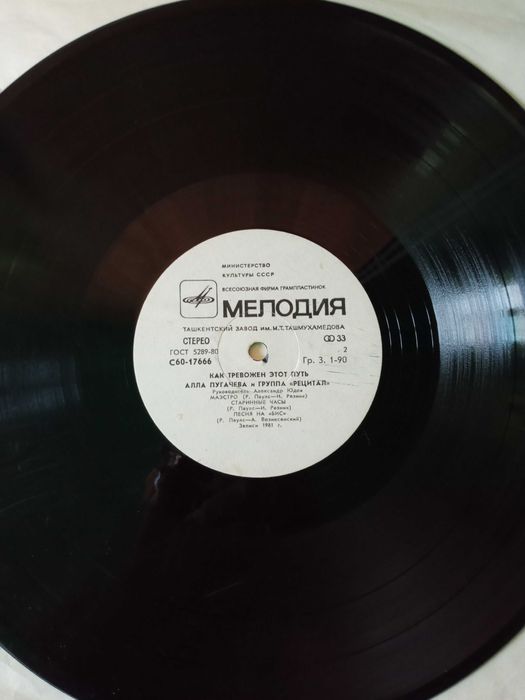 МИНИСТЕРСТВО
КУЛЬТУРЫ СССР
ВСЕСОЮЗНАЯ ФИРМА ГРАМПЛАСТИНОК
МЕЛОДИЯ
ТАШКЕНТСКИЙ ЗАВОД ИМ. М.Т. ТАШМУХАМЕДОВА
СТЕРЕО 33
ГОСТ 5289-80 2
С60-17666 Гр. 3. 1-90
КАК ТРЕВОЖЕН ЭТОТ ПУТЬ
АЛЛА ПУГАЧЕВА и ГРУППА «РЕЦИТАЛ»
Руководитель Александр Юдов
МАЭСТРО (Р. Паулс—И. Резник)
СТАРИННЫЕ ЧАСЫ
(Р. Паулс—И. Резник)
ПЕСНЯ НА «БИС»
(Р. Паулс—А. Вознесенский)
Записи 1981 г.